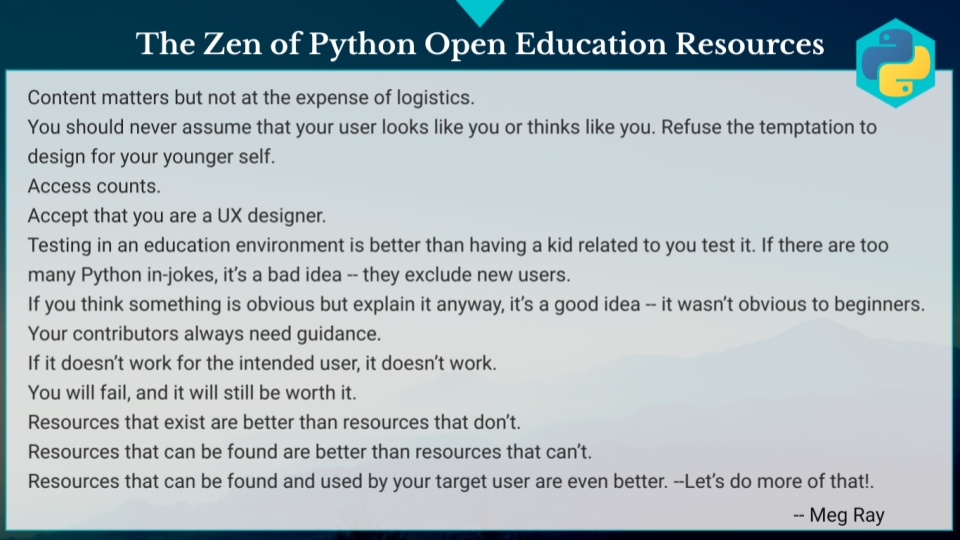 The Zen of Python Open Education Resources
Content matters but not at the expense of logistics.
You should never assume that your user looks like you or thinks like you. Refuse the temptation to
design for your younger self.
Access counts.
Accept that you are a UX designer.
Testing in an education environment is better than having a kid related to you test it. If there are too
many Python in-jokes, it’s a bad idea -- they exclude new users.
If you think something is obvious but explain it anyway, it’s a good idea -- it wasn’t obvious to beginners.
Your contributors always need guidance.
If it doesn’t work for the intended user, it doesn’t work.
You will fail, and it will still be worth it.
Resources that exist are better than resources that don’t.
Resources that can be found are better than resources that can’t.
Resources that can be found and used by your target user are even better. --Let’s do more of that!.
-- Meg Ray